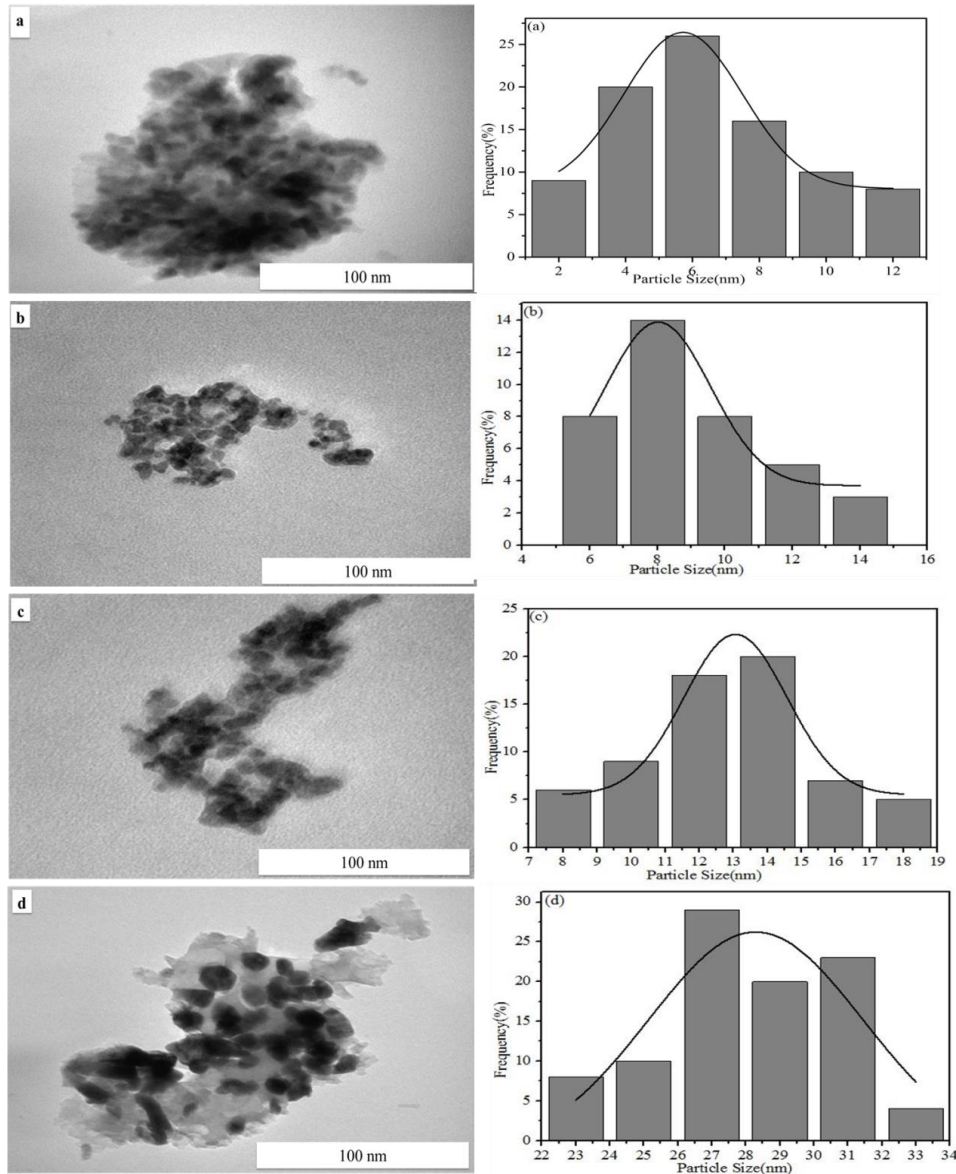 a
100 nm
(a)
Frequency(%)
25
20
15
10
5
0
2 4 6 8 10 12
Particle Size(nm)
b
100 nm
(b)
Frequency(%)
14
12
10
8
6
4
2
0
4 6 8 10 12 14 16
Particle Size(nm)
c
100 nm
(c)
Frequency(%)
25
20
15
10
5
0
7 8 9 10 11 12 13 14 15 16 17 18 19
Particle Size(nm)
d
100 nm
(d)
Frequency(%)
30
25
20
15
10
5
0
22 23 24 25 26 27 28 29 30 31 32 33 34
Particle Size(nm)